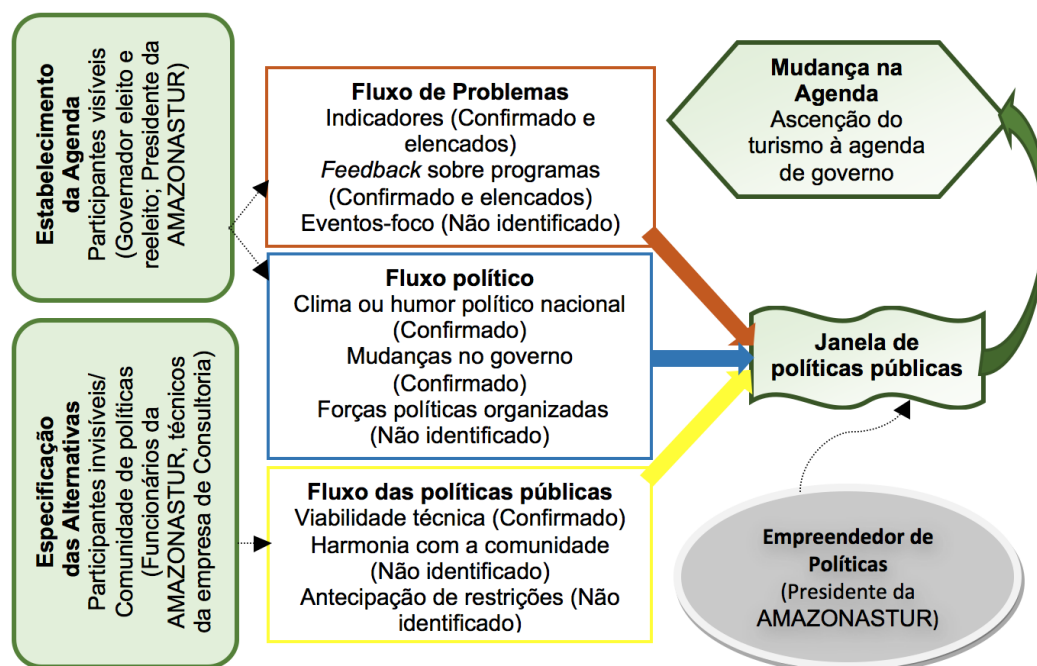 Estabelecimento
da Agenda
Participantes visíveis
(Governador eleito e
reeleito; Presidente da
AMAZONASTUR)
Especificação
das Alternativas
Participantes invisíveis/
Comunidade de políticas
(Funcionários da
AMAZONASTUR, técnicos
da empresa de Consultoria)
Fluxo de Problemas
Indicadores (Confirmado e
elencados)
Feedback sobre programas
(Confirmado e elencados)
Eventos-foco (Não identificado)
Fluxo político
Clima ou humor político nacional
(Confirmado)
Mudanças no governo
(Confirmado)
Forças políticas organizadas
(Não identificado)
Fluxo das políticas públicas
Viabilidade técnica (Confirmado)
Harmonia com a comunidade
(Não identificado)
Antecipação de restrições (Não
identificado)
Mudança na
Agenda
Ascenção do
turismo à agenda
de governo
Janela de
políticas públicas
Empreendedor de
Políticas
(Presidente da
AMAZONASTUR)